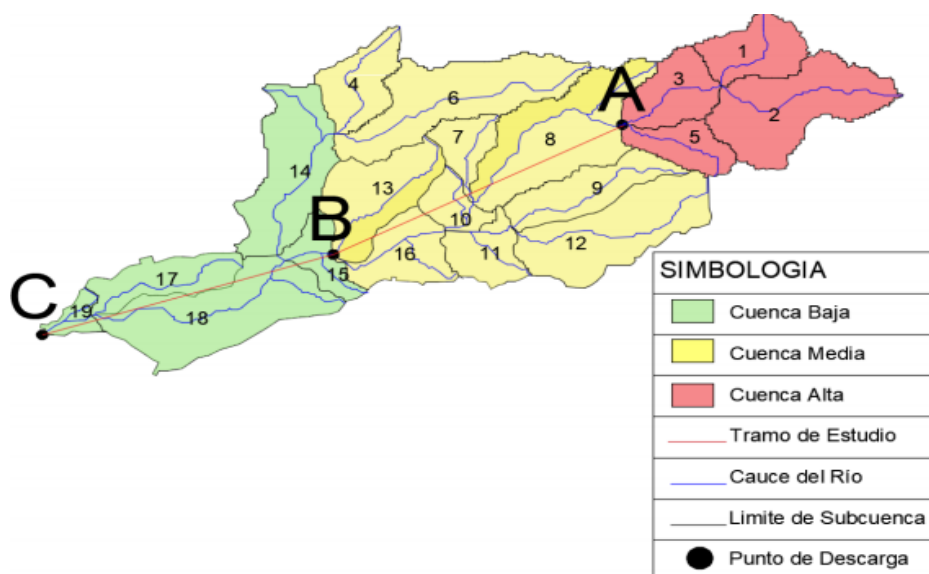 1
A
3
2
4
6
7
8
5
14
13
9
B
10
12
16
11
17
15
C
19
18
SIMBOLOGIA
Cuenca Baja
Cuenca Media
Cuenca Alta
Tramo de Estudio
Cauce del Río
Limite de Subcuenca
Punto de Descarga